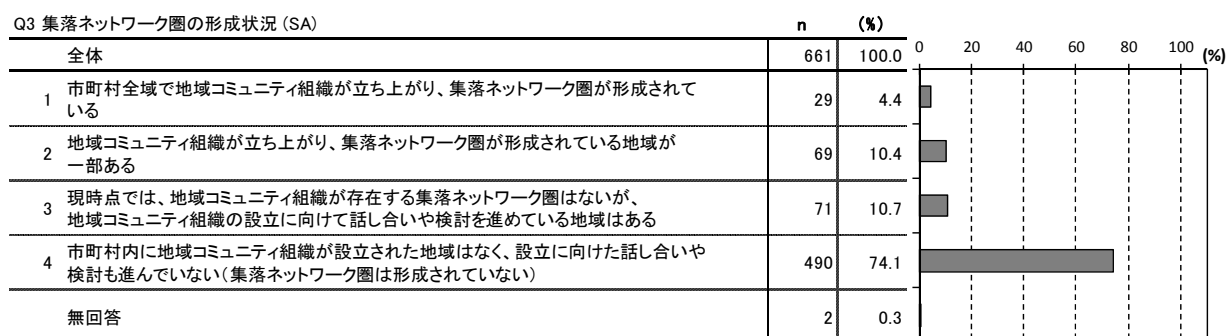 Q3 集落ネットワーク圏の形成状況 (SA) n (%)
全体 661 100.0
0 20 40 60 80 100 (%)
1 市町村全域で地域コミュニティ組織が立ち上がり、集落ネットワーク圏が形成されて
いる 29 4.4
2 地域コミュニティ組織が立ち上がり、集落ネットワーク圏が形成されている地域が
一部ある 69 10.4
3 現時点では、地域コミュニティ組織が存在する集落ネットワーク圏はないが、
地域コミュニティ組織の設立に向けて話し合いや検討を進めている地域はある 71 10.7
4 市町村内に地域コミュニティ組織が設立された地域はなく、設立に向けた話し合いや
検討も進んでいない(集落ネットワーク圏は形成されていない) 490 74.1
無回答 2 0.3